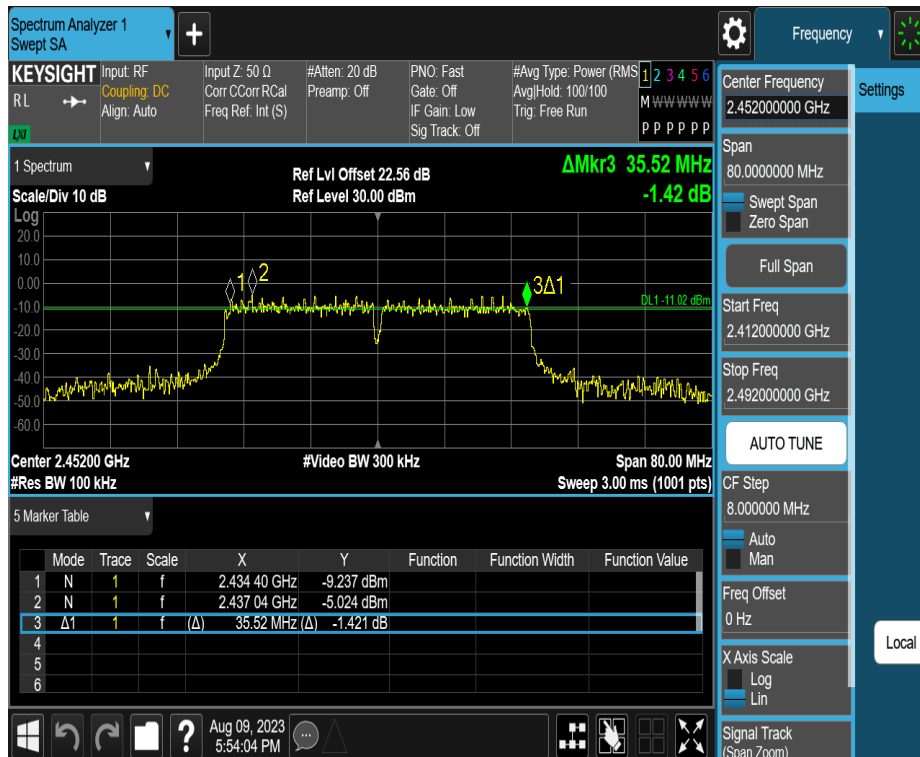 Spectrum Analyzer 1
Swept SA
+
Frequency
KEYSIGHT
R L
LXI
Input: RF
Coupling: DC
Align: Auto
Input Z: 50 Ω
Corr CCorr RCal
Freq Ref: Int (S)
#Atten: 20 dB
Preamp: Off
PNO: Fast
Gate: Off
IF Gain: Low
Sig Track: Off
#Avg Type: Power (RMS
Avg|Hold: 100/100
Trig: Free Run
1 2 3 4 5 6
M W W W W W
P P P P P P
Center Frequency
2.452000000 GHz
Settings
Span
80.0000000 MHz
Swept Span
Zero Span
Full Span
Start Freq
2.412000000 GHz
Stop Freq
2.492000000 GHz
AUTO TUNE
CF Step
8.000000 MHz
Auto
Man
Freq Offset
0 Hz
X Axis Scale
Log
Lin
Signal Track
(Span Zoom)
Local
1 Spectrum
Scale/Div 10 dB
Ref Lvl Offset 22.56 dB
Ref Level 30.00 dBm
ΔMkr3 35.52 MHz
-1.42 dB
Log
20.0
10.0
0.00
-10.0
-20.0
-30.0
-40.0
-50.0
-60.0
1
2
3Δ1
DL1 -11.02 dBm
Center 2.45200 GHz
#Video BW 300 kHz
Span 80.00 MHz
#Res BW 100 kHz
Sweep 3.00 ms (1001 pts)
5 Marker Table
Mode Trace Scale X Y Function Function Width Function Value
1 N 1 f 2.434 40 GHz -9.237 dBm
2 N 1 f 2.437 04 GHz -5.024 dBm
3 Δ1 1 f (Δ) 35.52 MHz (Δ) -1.421 dB
4
5
6
?
Aug 09, 2023
5:54:04 PM